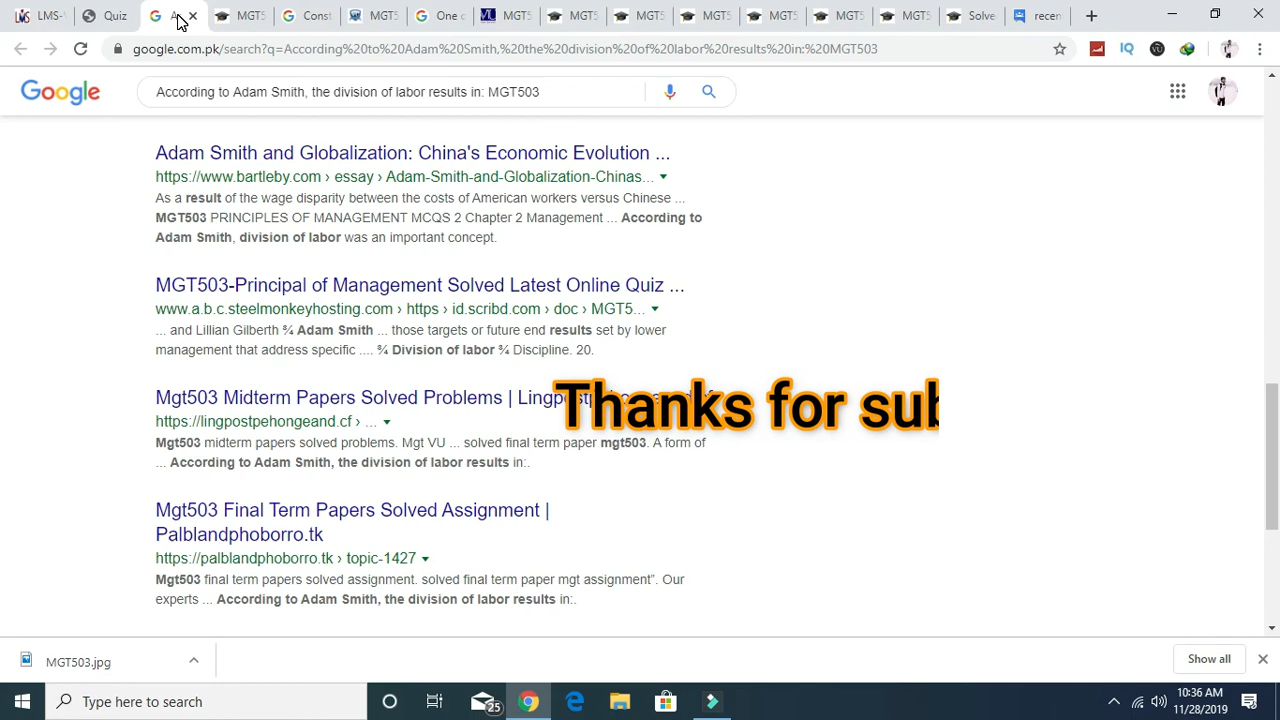 LMS-
Quiz
A
MGT5
Const
MGT5
One c
MGT5
MGT5
MGT5
MGT5
MGT5
MGT5
MGT5
Solve
recen
google.com.pk/search?q=According%20to%20Adam%20Smith,%20the%20division%20of%20labor%20results%20in:%20MGT503
Google
According to Adam Smith, the division of labor results in: MGT503
Adam Smith and Globalization: China's Economic Evolution ...
https://www.bartleby.com › essay › Adam-Smith-and-Globalization-Chinas...
As a result of the wage disparity between the costs of American workers versus Chinese ...
MGT503 PRINCIPLES OF MANAGEMENT MCQS 2 Chapter 2 Management ... According to
Adam Smith, division of labor was an important concept.
MGT503-Principal of Management Solved Latest Online Quiz ...
www.a.b.c.steelmonkeyhosting.com › https › id.scribd.com › doc › MGT5...
... and Lillian Gilberth ¾ Adam Smith ... those targets or future end results set by lower
management that address specific .... ¾ Division of labor ¾ Discipline. 20.
Mgt503 Midterm Papers Solved Problems |
Thanks for sub
https://lingpostpehongeand.cf › ...
Mgt503 midterm papers solved problems. Mgt VU ... solved final term paper mgt503. A form of
... According to Adam Smith, the division of labor results in:.
Mgt503 Final Term Papers Solved Assignment |
Palblandphoborro.tk
https://palblandphoborro.tk › topic-1427
Mgt503 final term papers solved assignment. solved final term paper mgt assignment”. Our
experts ... According to Adam Smith, the division of labor results in:.
MGT503.jpg
Show all
Type here to search
25
10:36 AM
11/28/2019